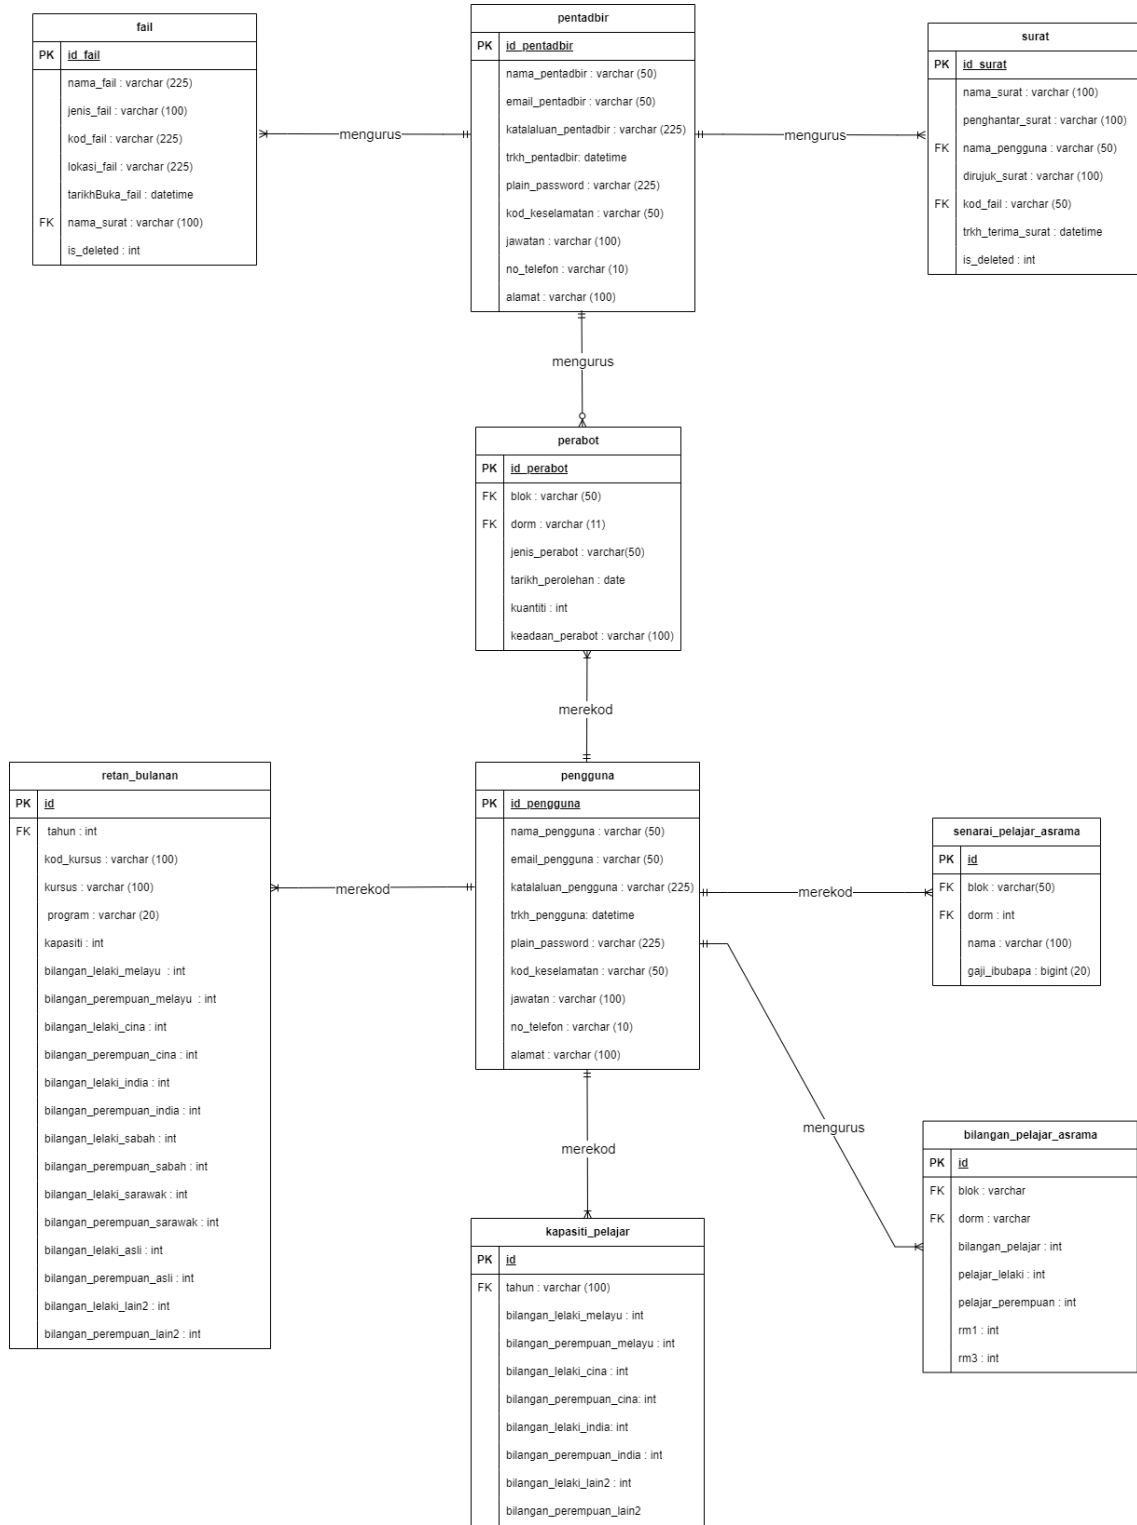 fail
PK id_fail
nama_fail : varchar (225)
jenis_fail : varchar (100)
kod_fail : varchar (225)
lokasi_fail : varchar (225)
tarikhBuka_fail : datetime
FK nama_surat : varchar (100)
is_deleted : int
mengurus
pentadbir
PK id_pentadbir
nama_pentadbir : varchar (50)
email_pentadbir : varchar (50)
katalaluan_pentadbir : varchar (225)
trkh_pentadbir: datetime
plain_password : varchar (225)
kod_keselamatan : varchar (50)
jawatan : varchar (100)
no_telefon : varchar (10)
alamat : varchar (100)
mengurus
surat
PK id_surat
nama_surat : varchar (100)
penghantar_surat : varchar (100)
FK nama_pengguna : varchar (50)
dirujuk_surat : varchar (100)
FK kod_fail : varchar (50)
trkh_terima_surat : datetime
is_deleted : int
mengurus
perabot
PK id_perabot
FK blok : varchar (50)
FK dorm : varchar (11)
jenis_perabot : varchar(50)
tarikh_perolehan : date
kuantiti : int
keadaan_perabot : varchar (100)
merekod
retan_bulanan
PK id
FK tahun : int
kod_kursus : varchar (100)
kursus : varchar (100)
program : varchar (20)
kapasiti : int
bilangan_lelaki_melayu : int
bilangan_perempuan_melayu : int
bilangan_lelaki_cina : int
bilangan_perempuan_cina : int
bilangan_lelaki_india : int
bilangan_perempuan_india : int
bilangan_lelaki_sabah : int
bilangan_perempuan_sabah : int
bilangan_lelaki_sarawak : int
bilangan_perempuan_sarawak : int
bilangan_lelaki_asli : int
bilangan_perempuan_asli : int
bilangan_lelaki_lain2 : int
bilangan_perempuan_lain2 : int
merekod
pengguna
PK id_pengguna
nama_pengguna : varchar (50)
email_pengguna : varchar (50)
katalaluan_pengguna : varchar (225)
trkh_pengguna: datetime
plain_password : varchar (225)
kod_keselamatan : varchar (50)
jawatan : varchar (100)
no_telefon : varchar (10)
alamat : varchar (100)
merekod
senarai_pelajar_asrama
PK id
FK blok : varchar(50)
FK dorm : int
nama : varchar (100)
gaji_ibubapa : bigint (20)
mengurus
bilangan_pelajar_asrama
PK id
FK blok : varchar
FK dorm : varchar
bilangan_pelajar : int
pelajar_lelaki : int
pelajar_perempuan : int
rm1 : int
rm3 : int
merekod
kapasiti_pelajar
PK id
FK tahun : varchar (100)
bilangan_lelaki_melayu : int
bilangan_perempuan_melayu : int
bilangan_lelaki_cina : int
bilangan_perempuan_cina: int
bilangan_lelaki_india: int
bilangan_perempuan_india : int
bilangan_lelaki_lain2 : int
bilangan_perempuan_lain2